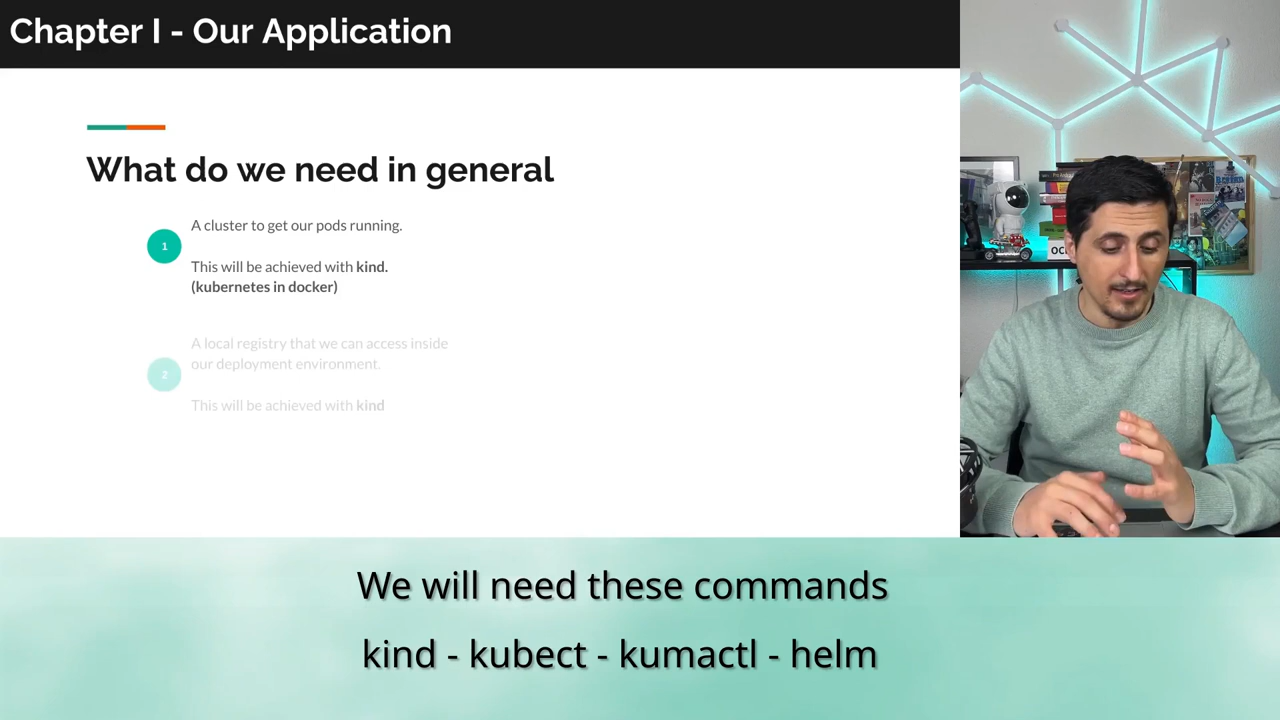 Chapter I - Our Application
What do we need in general
1
A cluster to get our pods running.
This will be achieved with kind.
(kubernetes in docker)
2
A local registry that we can access inside
our deployment environment.
This will be achieved with kind
OC
We will need these commands
kind - kubect - kumactl - helm